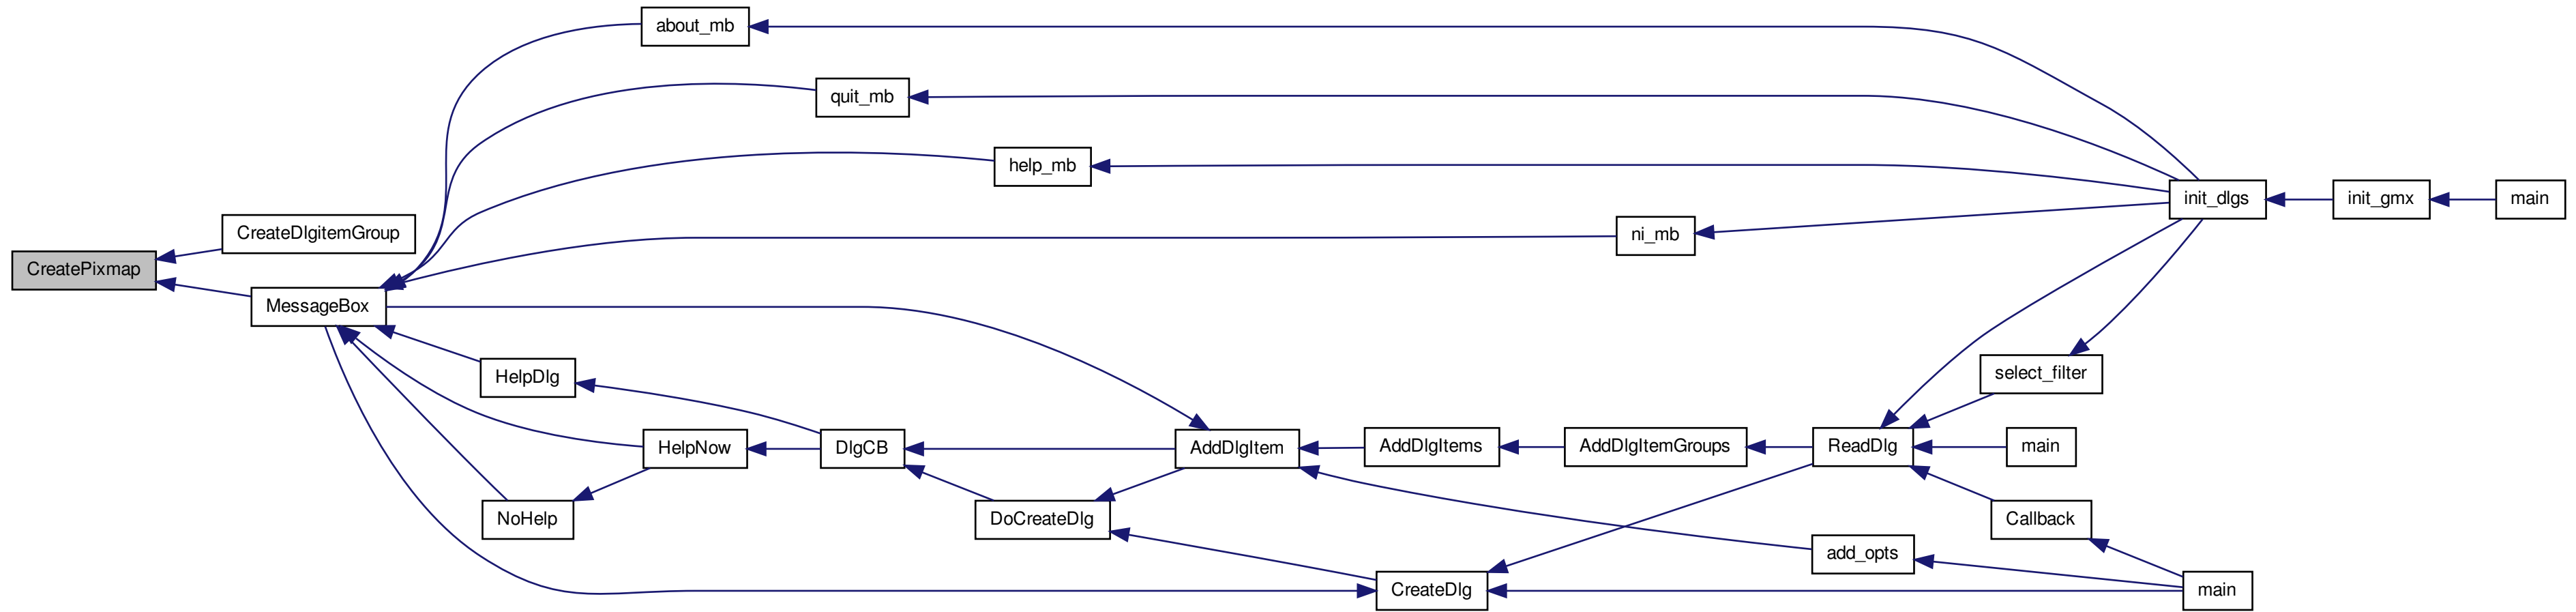 about_mb
quit_mb
help_mb
init_dlgs
init_gmx
main
CreateDlgitemGroup
ni_mb
CreatePixmap
MessageBox
HelpDlg
select_filter
HelpNow
DlgCB
AddDlgItem
AddDlgItems
AddDlgItemGroups
ReadDlg
main
NoHelp
DoCreateDlg
Callback
add_opts
CreateDlg
main